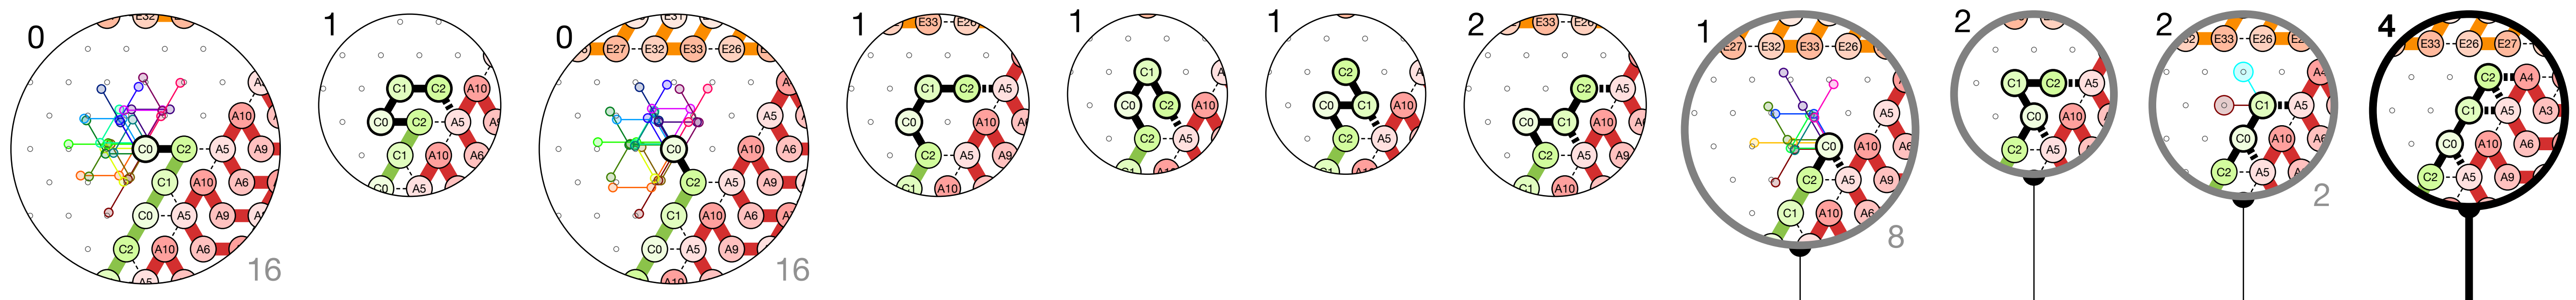 0 1 0 1 1 1 2 1 2 2 4
E32 E31 E33 E26 E33 E26 E33 E26 E27
E27 E32 E33 E26 E27 E32 E33 E26
C1 C2 A10 C1 C2 A5 C1 C2 C2 A5 C1 C2 A5 C2 A4
A10 A5 A5 C1 A5 A3
C0 C2 A5 C0 A10 C0 C2 A10 C0 C1 A10 C0 C1 A10 C0 A10 C1 A5
C0 C2 A5 A9 C1 A10 A6 C0 A10 A6 C2 A5 A9 C2 A5 C2 A5 C2 A5 A9 C0 A10 A6 C2 A5 C0 A10 A6 C0 A10 A6
C1 A10 A6 C0 A5 C2 A5 A9 C1 A10 C1 A10 C2 A5 A9 C2 A5 A9 C2 A5 A9
C0 A5 A9 C1 A10 A6 C1 A10 A6
C2 A10 A6 C0 A5 A9
A5 A10
16 16 8 2